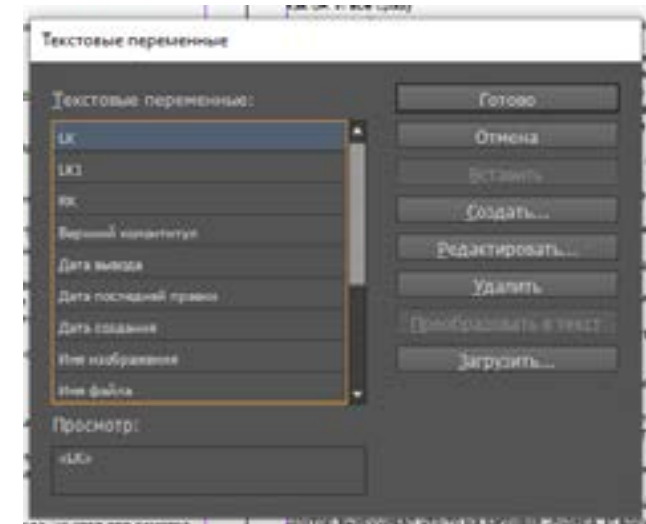 Текстовые переменные
Текстовые переменные:
LK
LK1
RK
Верхний колонтитул
Дата вывода
Дата последней правки
Дата создания
Имя изображения
Имя файла
Просмотр:
<LK>
Готово
Отмена
Вставить
Создать...
Редактировать...
Удалить
Преобразовать в текст
Загрузить...